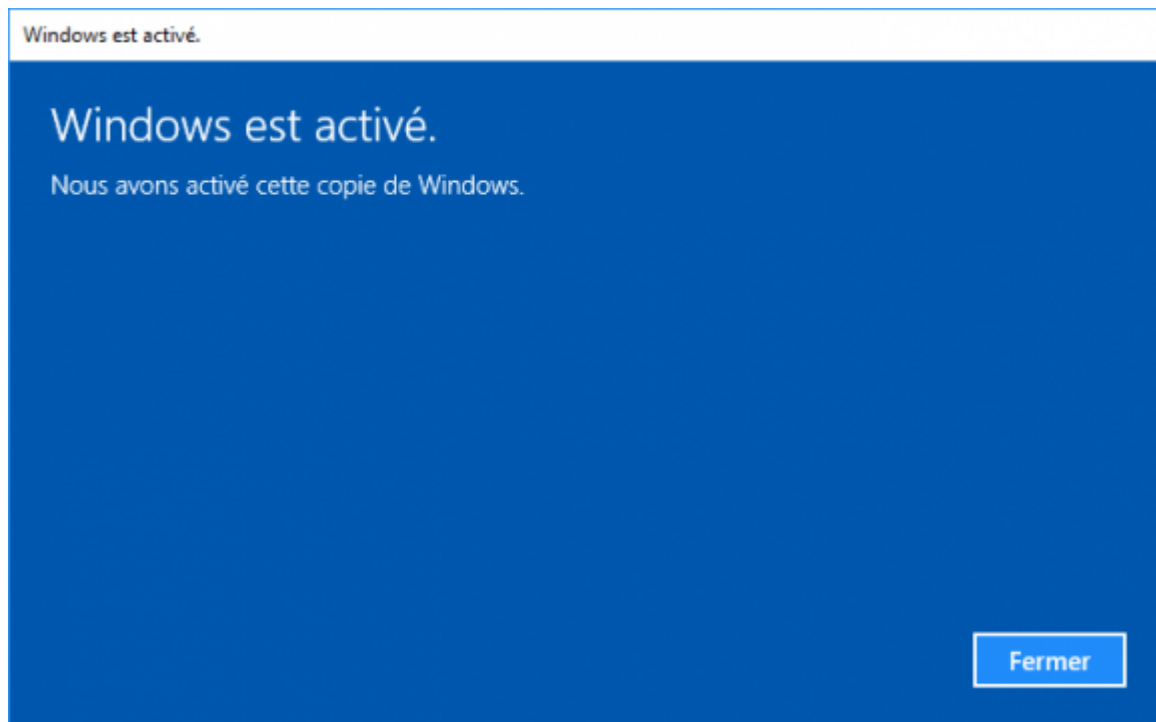 Windows est activé.
Windows est activé.
Nous avons activé cette copie de Windows.
Fermer